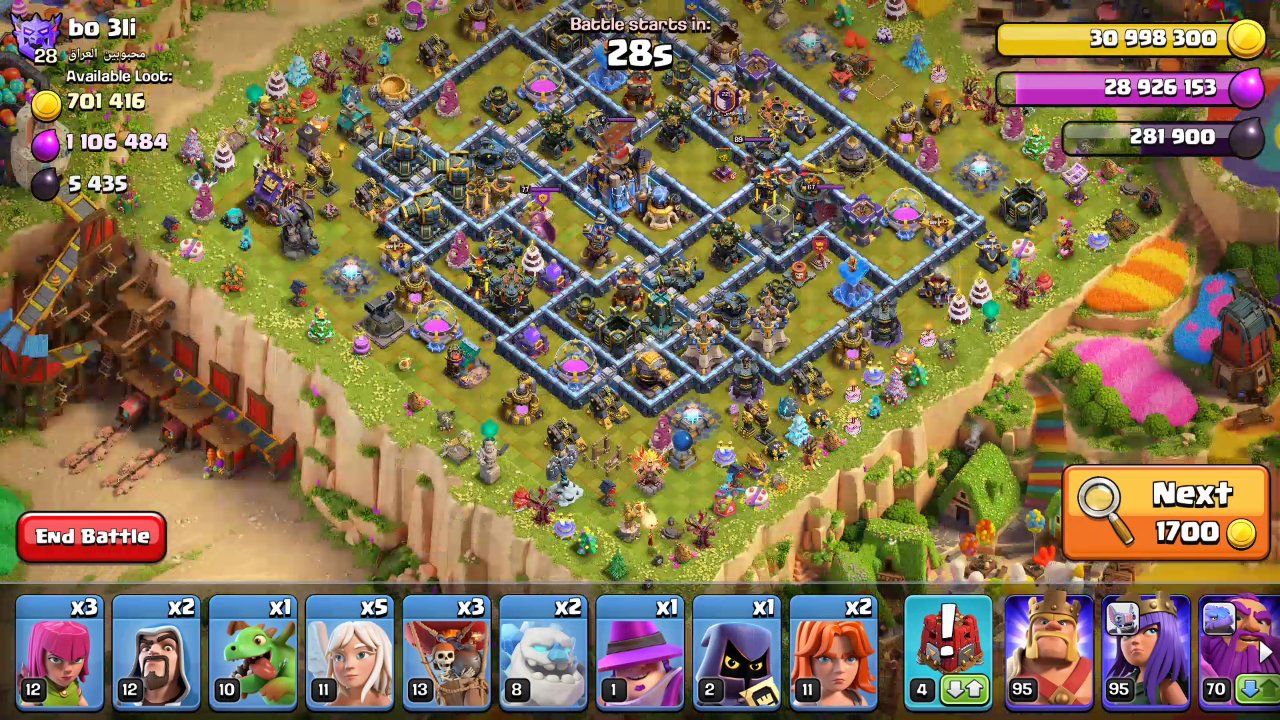 bo 3li
28
محبوبين العراق
Available Loot:
701 416
1 106 484
5 435
Battle starts in:
28s
30 998 300
28 926 153
281 900
End Battle
Next
1700
x3
x2
x1
x5
x3
x2
x1
x1
x2
12
12
10
11
13
8
1
2
11
4
95
95
70